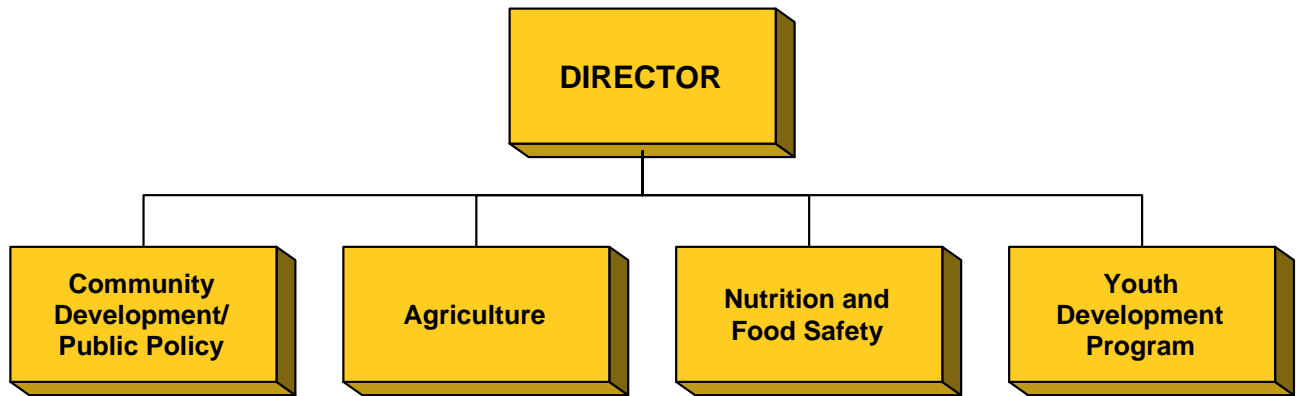 DIRECTOR
Community
Development/
Public Policy
Agriculture
Nutrition and
Food Safety
Youth
Development
Program